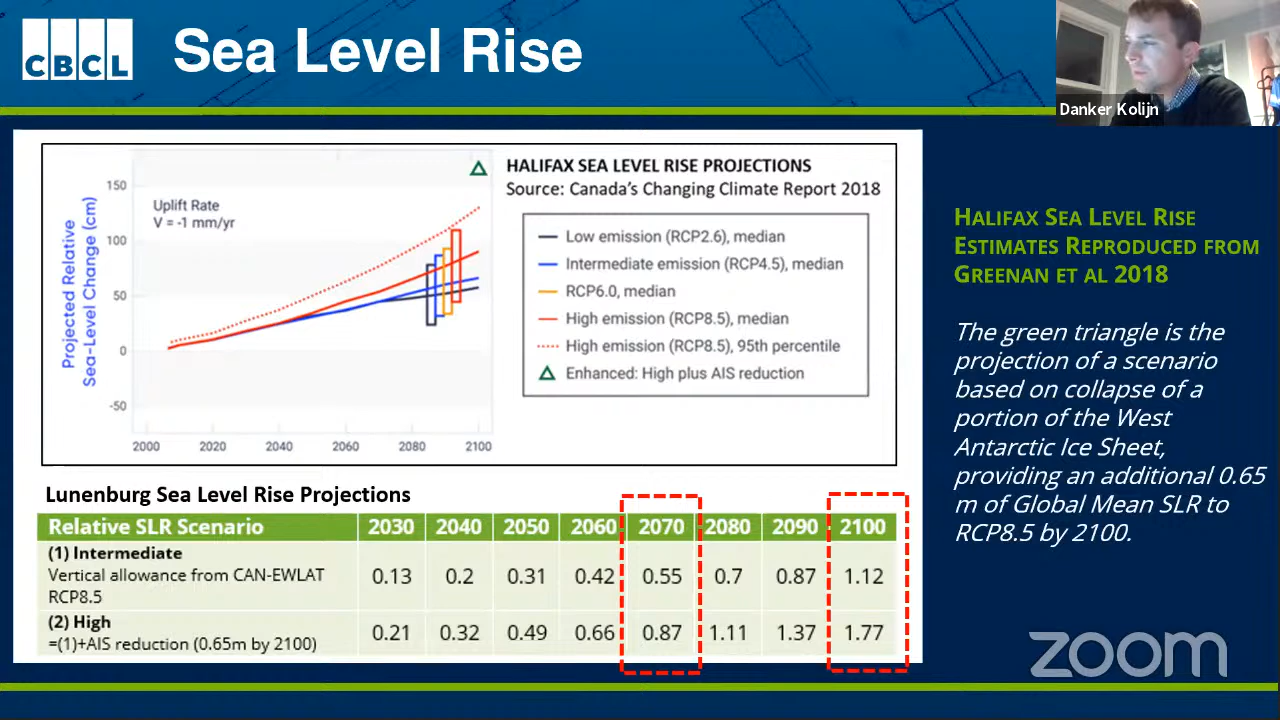 CBCL
Sea Level Rise
Danker Kolijn
HALIFAX SEA LEVEL RISE PROJECTIONS
Source: Canada's Changing Climate Report 2018
Projected Relative
Sea-Level Change (cm)
150
100
50
0
-50
Uplift Rate
V = -1 mm/yr
2000 2020 2040 2060 2080 2100
Low emission (RCP2.6), median
Intermediate emission (RCP4.5), median
RCP6.0, median
High emission (RCP8.5), median
High emission (RCP8.5), 95th percentile
Enhanced: High plus AIS reduction
HALIFAX SEA LEVEL RISE
ESTIMATES REPRODUCED FROM
GREENAN ET AL 2018
The green triangle is the
projection of a scenario
based on collapse of a
portion of the West
Antarctic Ice Sheet,
providing an additional 0.65
m of Global Mean SLR to
RCP8.5 by 2100.
Lunenburg Sea Level Rise Projections
Relative SLR Scenario 2030 2040 2050 2060 2070 2080 2090 2100
(1) Intermediate
Vertical allowance from CAN-EWLAT
RCP8.5
0.13 0.2 0.31 0.42 0.55 0.7 0.87 1.12
(2) High
=(1)+AIS reduction (0.65m by 2100)
0.21 0.32 0.49 0.66 0.87 1.11 1.37 1.77
zoom